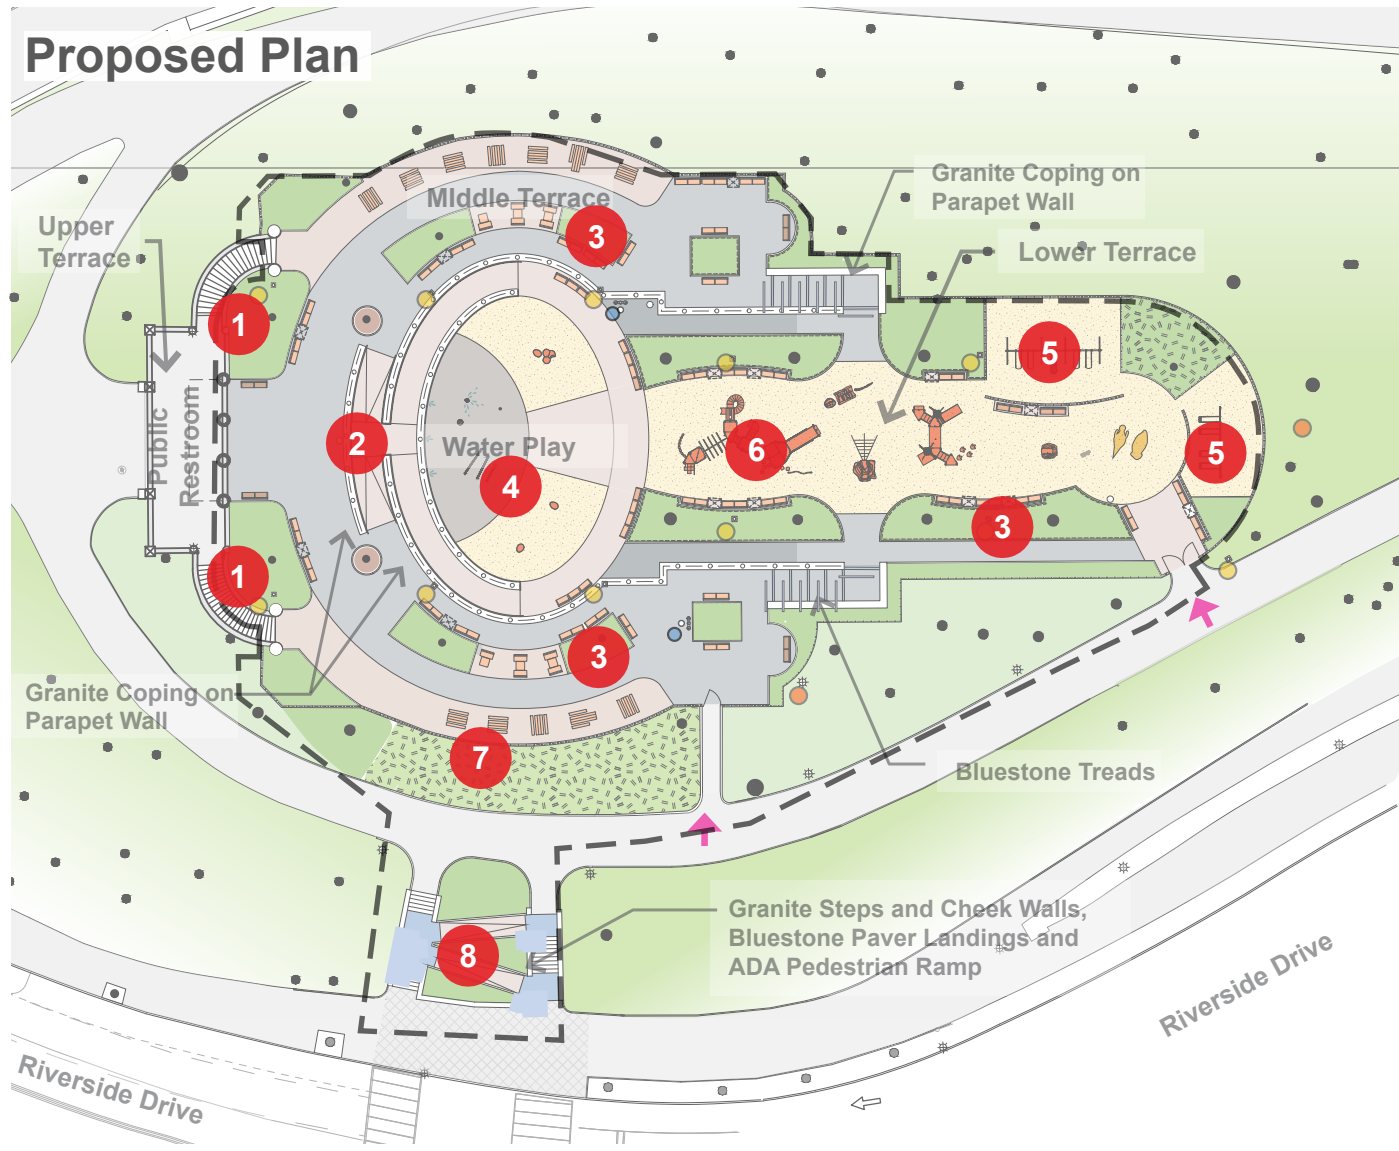 Proposed Plan
Granite Coping on
Parapet Wall
MIddle Terrace
Upper
Terrace
3
Lower Terrace
1
5
Public
Restroom
2
Water Play
6
5
4
3
1
3
Granite Coping on
Parapet Wall
7
Bluestone Treads
8
Granite Steps and Cheek Walls,
Bluestone Paver Landings and
ADA Pedestrian Ramp
Riverside Drive
Riverside Drive